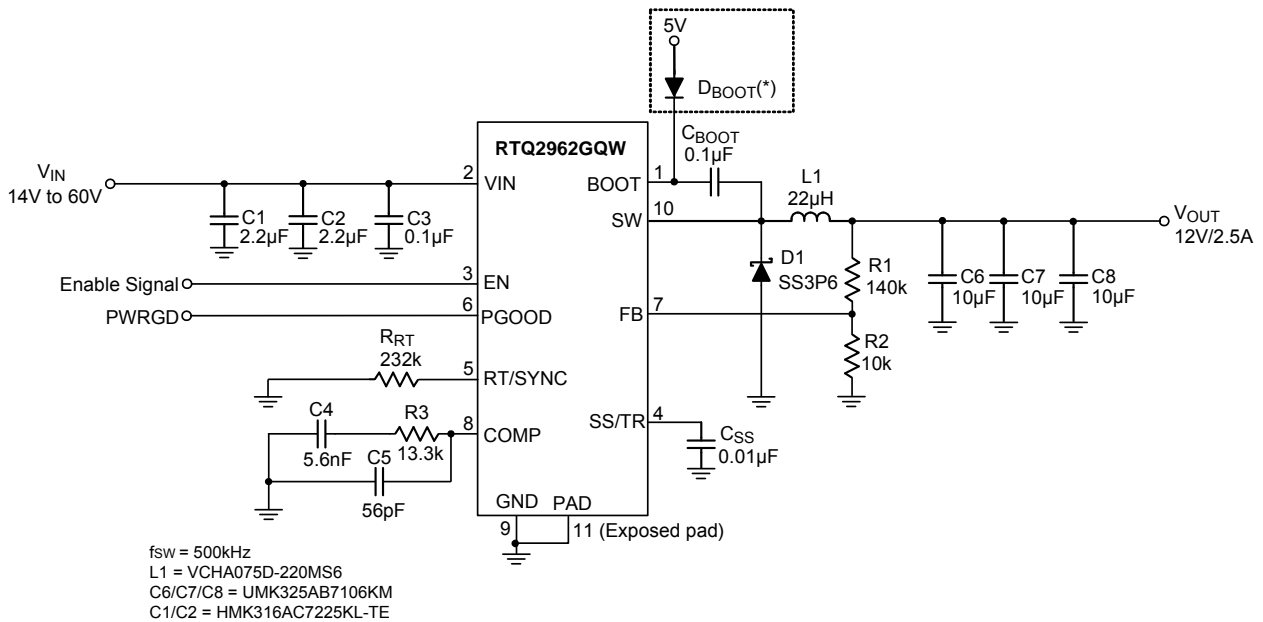 5V
DBOOT(*)
RTQ2962GQW
CBOOT
0.1µF
VIN
14V to 60V
2
VIN
BOOT
1
L1
22µH
SW
10
VOUT
12V/2.5A
C1
2.2µF
C2
2.2µF
C3
0.1µF
D1
SS3P6
R1
140k
C6
10µF
C7
10µF
C8
10µF
Enable Signal
3
EN
PWRGD
6
PGOOD
FB
7
R2
10k
RRT
232k
5
RT/SYNC
C4
5.6nF
R3
13.3k
8
COMP
SS/TR
4
CSS
0.01µF
C5
56pF
GND
PAD
9
11 (Exposed pad)
fSW = 500kHz
L1 = VCHA075D-220MS6
C6/C7/C8 = UMK325AB7106KM
C1/C2 = HMK316AC7225KL-TE